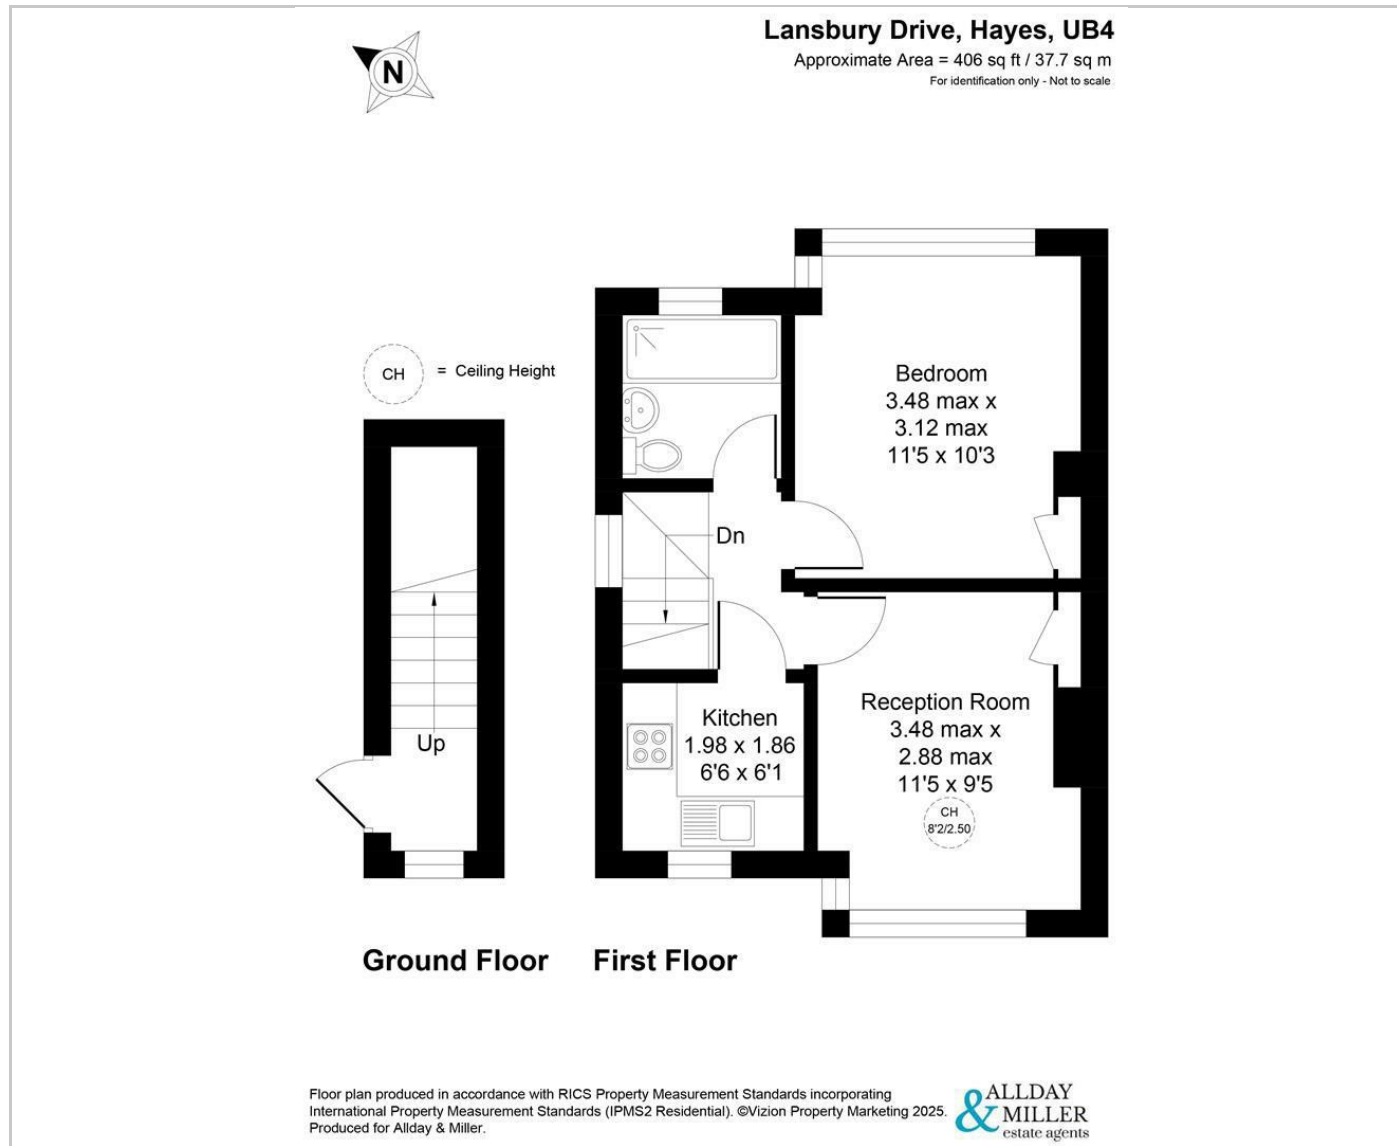 Lansbury Drive, Hayes, UB4
Approximate Area = 406 sq ft / 37.7 sq m
For identification only - Not to scale
N
CH = Ceiling Height
Bedroom
3.48 max x
3.12 max
11'5 x 10'3
Dn
Up
Kitchen
1.98 x 1.86
6'6 x 6'1
Reception Room
3.48 max x
2.88 max
11'5 x 9'5
CH
8'2/2.50
Ground Floor
First Floor
Floor plan produced in accordance with RICS Property Measurement Standards incorporating
International Property Measurement Standards (IPMS2 Residential). ©Vizion Property Marketing 2025.
Produced for Allday & Miller.
ALLDAY
& MILLER
estate agents